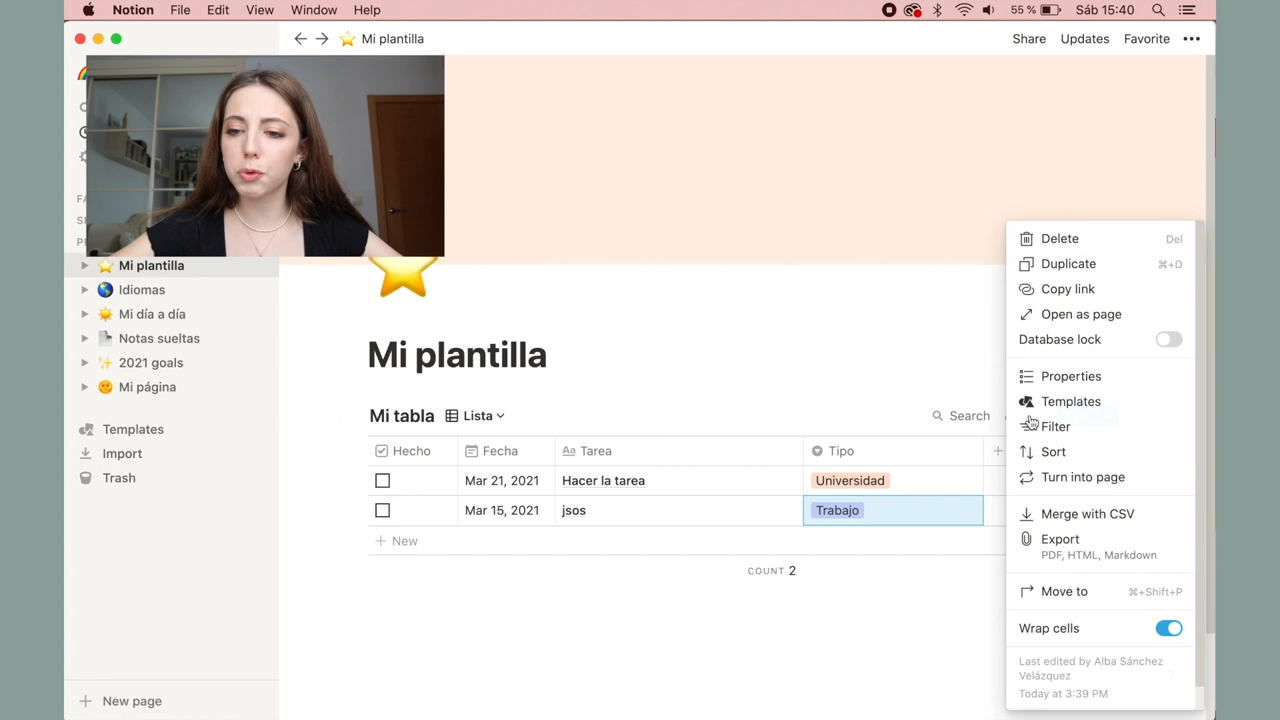 Notion File Edit View Window Help
55 % Sáb 15:40
Mi plantilla
Share Updates Favorite •••
Mi plantilla
Idiomas
Mi día a día
Notas sueltas
2021 goals
Mi página
Templates
Import
Trash
+ New page
Mi plantilla
Mi tabla Lista
Search
Hecho Fecha Aa Tarea Tipo +
Mar 21, 2021 Hacer la tarea Universidad
Mar 15, 2021 jsos Trabajo
+ New
COUNT 2
Delete Del
Duplicate ⌘+D
Copy link
Open as page
Database lock
Properties
Templates
Filter
Sort
Turn into page
Merge with CSV
Export
PDF, HTML, Markdown
Move to ⌘+Shift+P
Wrap cells
Last edited by Alba Sánchez
Velázquez
Today at 3:39 PM